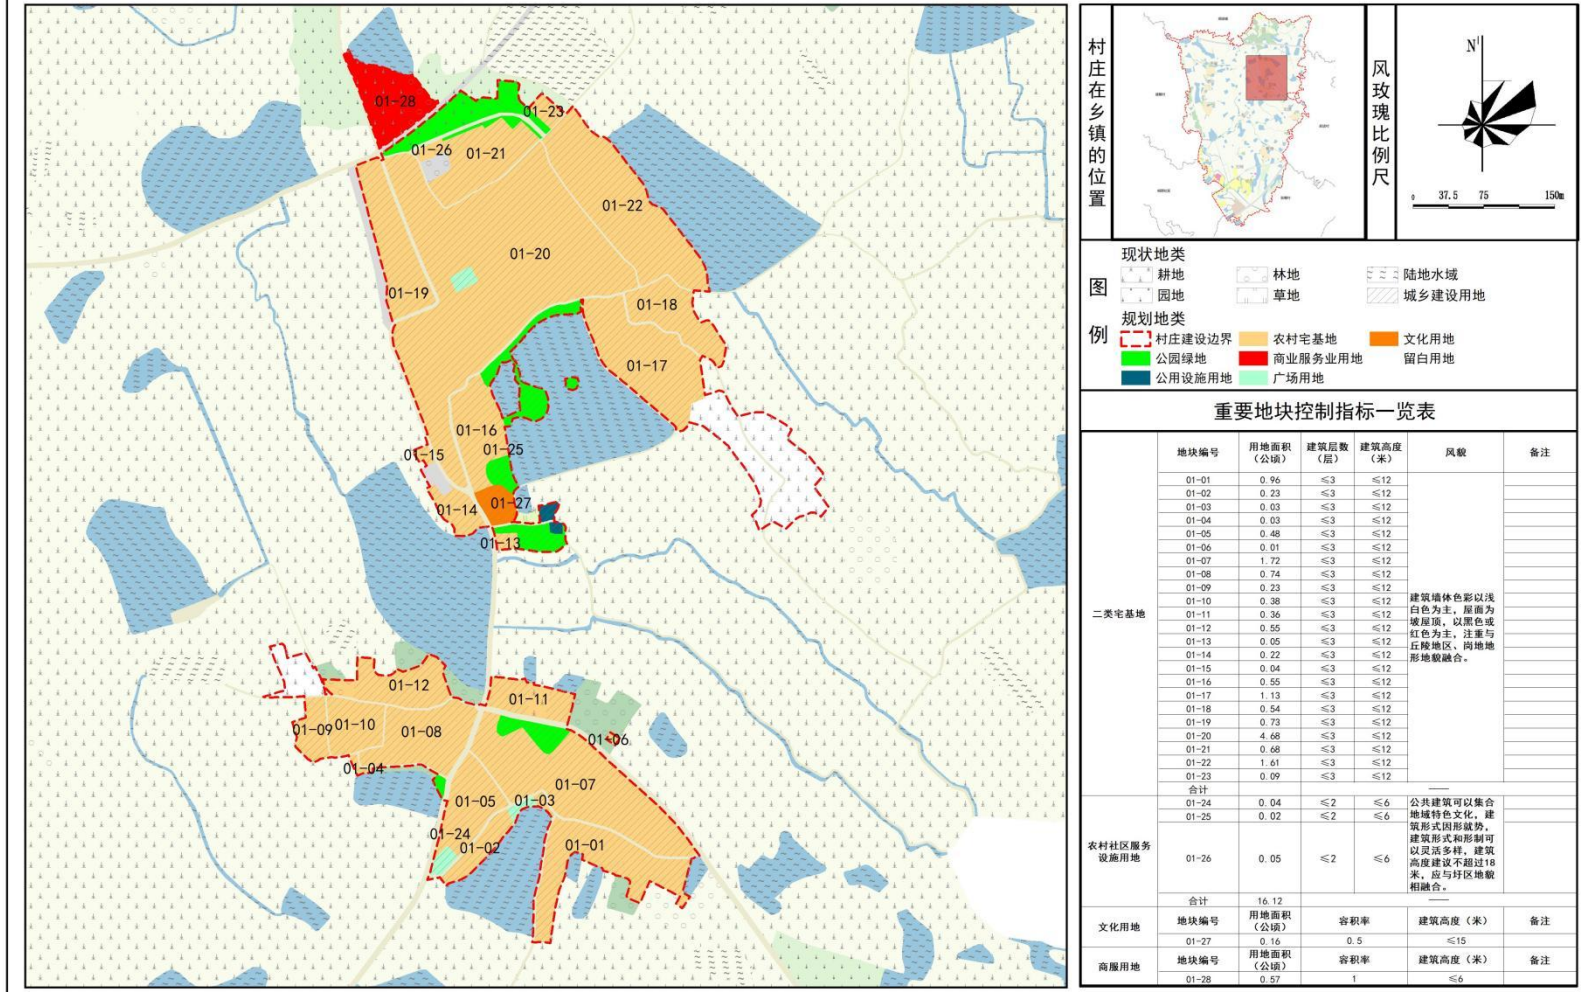 01-28
01-23
01-26
01-21
01-22
01-20
01-19
01-18
01-17
01-16
01-25
01-15
01-27
01-14
01-13
01-12
01-11
01-09
01-10
01-08
01-06
01-04
01-07
01-05
01-03
01-24
01-02
01-01
村庄在乡镇的位置
风玫瑰比例尺
N
0 37.5 75 150m
图例
现状地类
耕地 林地 陆地水域
园地 草地 城乡建设用地
规划地类
村庄建设边界 农村宅基地 文化用地
公园绿地 商业服务业用地 留白用地
公用设施用地 广场用地
重要地块控制指标一览表
地块编号 用地面积（公顷） 建筑层数（层） 建筑高度（米） 风貌 备注
二类宅基地
01-01 0.96 ≤3 ≤12
01-02 0.23 ≤3 ≤12
01-03 0.03 ≤3 ≤12
01-04 0.03 ≤3 ≤12
01-05 0.48 ≤3 ≤12
01-06 0.01 ≤3 ≤12
01-07 1.72 ≤3 ≤12
01-08 0.74 ≤3 ≤12
01-09 0.23 ≤3 ≤12
01-10 0.38 ≤3 ≤12
01-11 0.36 ≤3 ≤12
01-12 0.55 ≤3 ≤12
01-13 0.05 ≤3 ≤12
01-14 0.22 ≤3 ≤12
01-15 0.04 ≤3 ≤12
01-16 0.55 ≤3 ≤12
01-17 1.13 ≤3 ≤12
01-18 0.54 ≤3 ≤12
01-19 0.73 ≤3 ≤12
01-20 4.68 ≤3 ≤12
01-21 0.68 ≤3 ≤12
01-22 1.61 ≤3 ≤12
01-23 0.09 ≤3 ≤12
建筑墙体色彩以浅
白色为主，屋面为
坡屋顶，以黑色或
红色为主，注重与
丘陵地区、岗地地
形地貌融合。
合计 ——
农村社区服务
设施用地
01-24 0.04 ≤2 ≤6
01-25 0.02 ≤2 ≤6
01-26 0.05 ≤2 ≤6
公共建筑可以集合
地域特色文化，建
筑形式因形就势，
建筑形式和形制可
以灵活多样，建筑
高度建议不超过18
米，应与圩区地貌
相融合。
合计 16.12 ——
文化用地
地块编号 用地面积（公顷） 容积率 建筑高度（米） 备注
01-27 0.16 0.5 ≤15
商服用地
地块编号 用地面积（公顷） 容积率 建筑高度（米） 备注
01-28 0.57 1 ≤6